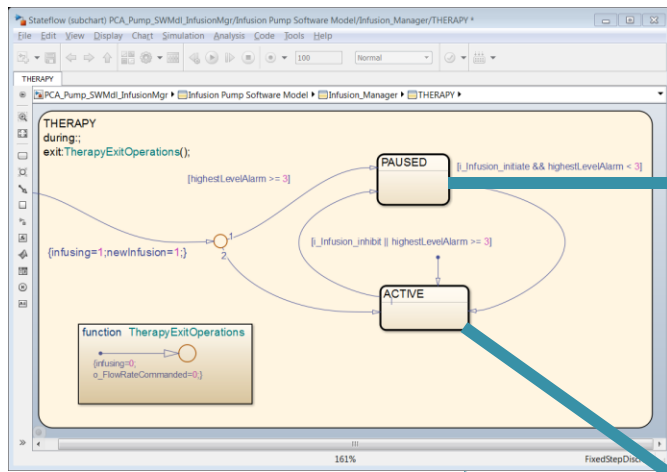 Stateflow (subchart) PCA_Pump_SWMdl_InfusionMgr/Infusion Pump Software Model/Infusion_Manager/THERAPY *
File Edit View Display Chart Simulation Analysis Code Tools Help
100 Normal
THERAPY
PCA_Pump_SWMdl_InfusionMgr Infusion Pump Software Model Infusion_Manager THERAPY
THERAPY
during:;
exit:TherapyExitOperations();
PAUSED
[i_Infusion_initiate && highestLevelAlarm < 3]
[highestLevelAlarm >= 3]
1
2
{infusing=1;newInfusion=1;}
[i_Infusion_inhibit || highestLevelAlarm >= 3]
ACTIVE
function TherapyExitOperations
{infusing=0;
o_FlowRateCommanded=0;}
161%